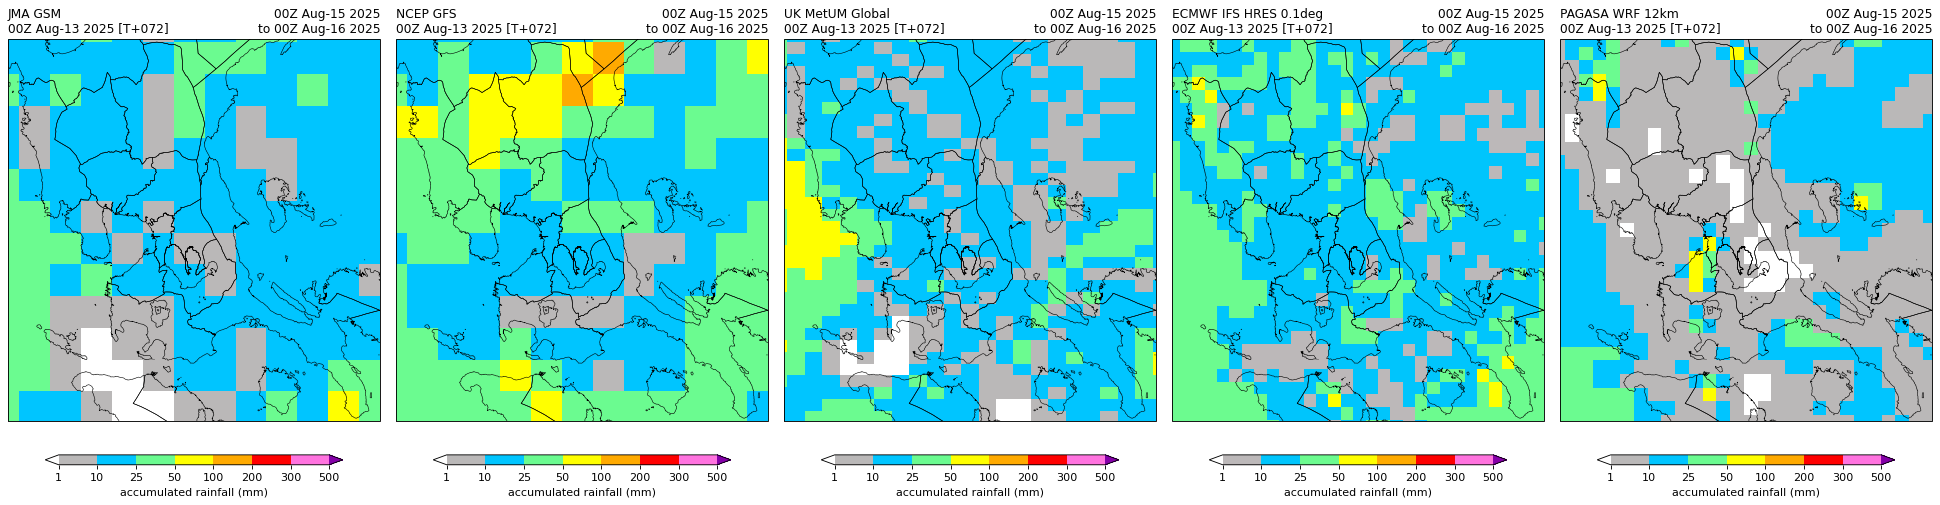 JMA GSM 00Z Aug-15 2025
00Z Aug-13 2025 [T+072] to 00Z Aug-16 2025
1 10 25 50 100 200 300 500
accumulated rainfall (mm)
NCEP GFS 00Z Aug-15 2025
00Z Aug-13 2025 [T+072] to 00Z Aug-16 2025
1 10 25 50 100 200 300 500
accumulated rainfall (mm)
UK MetUM Global 00Z Aug-15 2025
00Z Aug-13 2025 [T+072] to 00Z Aug-16 2025
1 10 25 50 100 200 300 500
accumulated rainfall (mm)
ECMWF IFS HRES 0.1deg 00Z Aug-15 2025
00Z Aug-13 2025 [T+072] to 00Z Aug-16 2025
1 10 25 50 100 200 300 500
accumulated rainfall (mm)
PAGASA WRF 12km 00Z Aug-15 2025
00Z Aug-13 2025 [T+072] to 00Z Aug-16 2025
1 10 25 50 100 200 300 500
accumulated rainfall (mm)